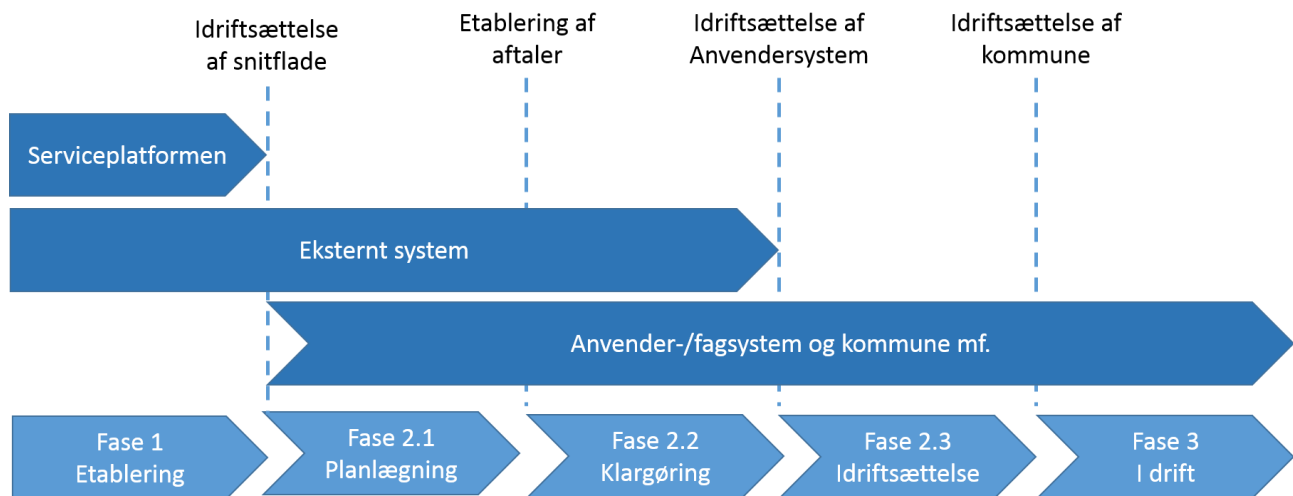 Idriftsættelse
af snitflade
Etablering af
aftaler
Idriftsættelse af
Anvendersystem
Idriftsættelse af
kommune
Serviceplatformen
Eksternt system
Anvender-/fagsystem og kommune mf.
Fase 1
Etablering
Fase 2.1
Planlægning
Fase 2.2
Klargøring
Fase 2.3
Idriftsættelse
Fase 3
I drift